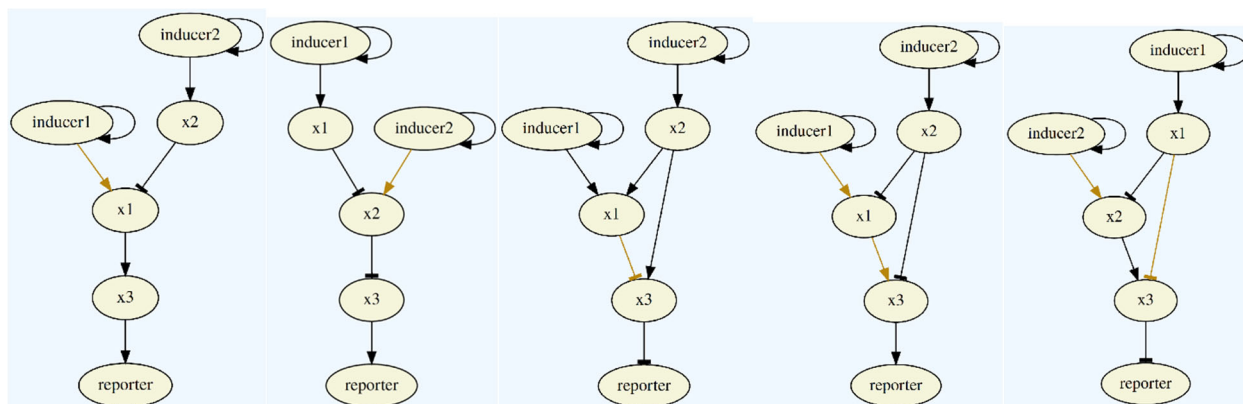 inducer2
inducer1
x2
x1
x3
reporter
inducer1
x1
inducer2
x2
x3
reporter
inducer2
inducer1
x2
x1
x3
reporter
inducer2
inducer1
x2
x1
x3
reporter
inducer1
inducer2
x1
x2
x3
reporter